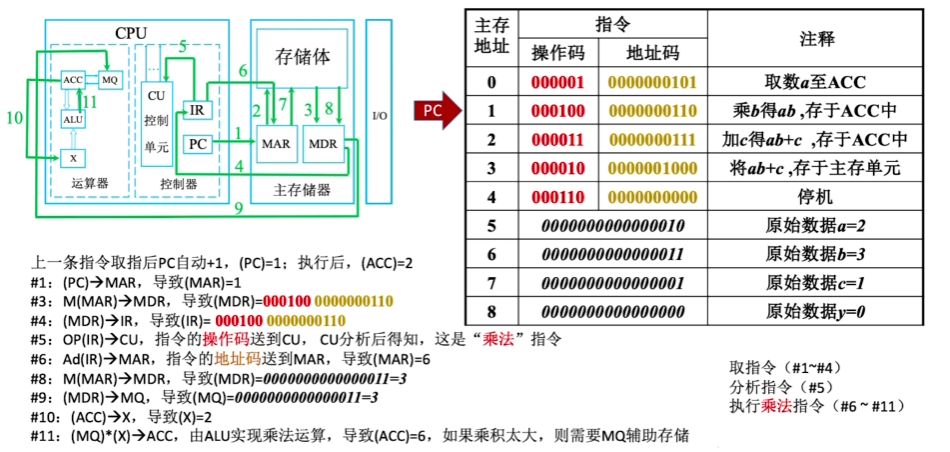 CPU
ACC
MQ
ALU
X
运算器
CU
控制
单元
IR
PC
控制器
存储体
MAR
MDR
主存储器
I/O
1
2
3
4
5
6
7
8
9
10
11
PC
主存地址 指令 注释
操作码 地址码
0 000001 0000000101 取数a至ACC
1 000100 0000000110 乘b得ab ,存于ACC中
2 000011 0000000111 加c得ab+c ,存于ACC中
3 000010 0000001000 将ab+c ,存于主存单元
4 000110 0000000000 停机
5 0000000000000010 原始数据a=2
6 0000000000000011 原始数据b=3
7 0000000000000001 原始数据c=1
8 0000000000000000 原始数据y=0
上一条指令取指后PC自动+1，(PC)=1；执行后，(ACC)=2
#1：(PC)→MAR，导致(MAR)=1
#3：M(MAR)→MDR，导致(MDR)=000100 0000000110
#4：(MDR)→IR，导致(IR)= 000100 0000000110
#5：OP(IR)→CU，指令的操作码送到CU，CU分析后得知，这是“乘法”指令
#6：Ad(IR)→MAR，指令的地址码送到MAR，导致(MAR)=6
#8：M(MAR)→MDR，导致(MDR)=0000000000000011=3
#9：(MDR)→MQ，导致(MQ)=0000000000000011=3
#10：(ACC)→X，导致(X)=2
#11：(MQ)*(X)→ACC，由ALU实现乘法运算，导致(ACC)=6，如果乘积太大，则需要MQ辅助存储
取指令（#1~#4）
分析指令（#5）
执行乘法指令（#6 ~ #11）